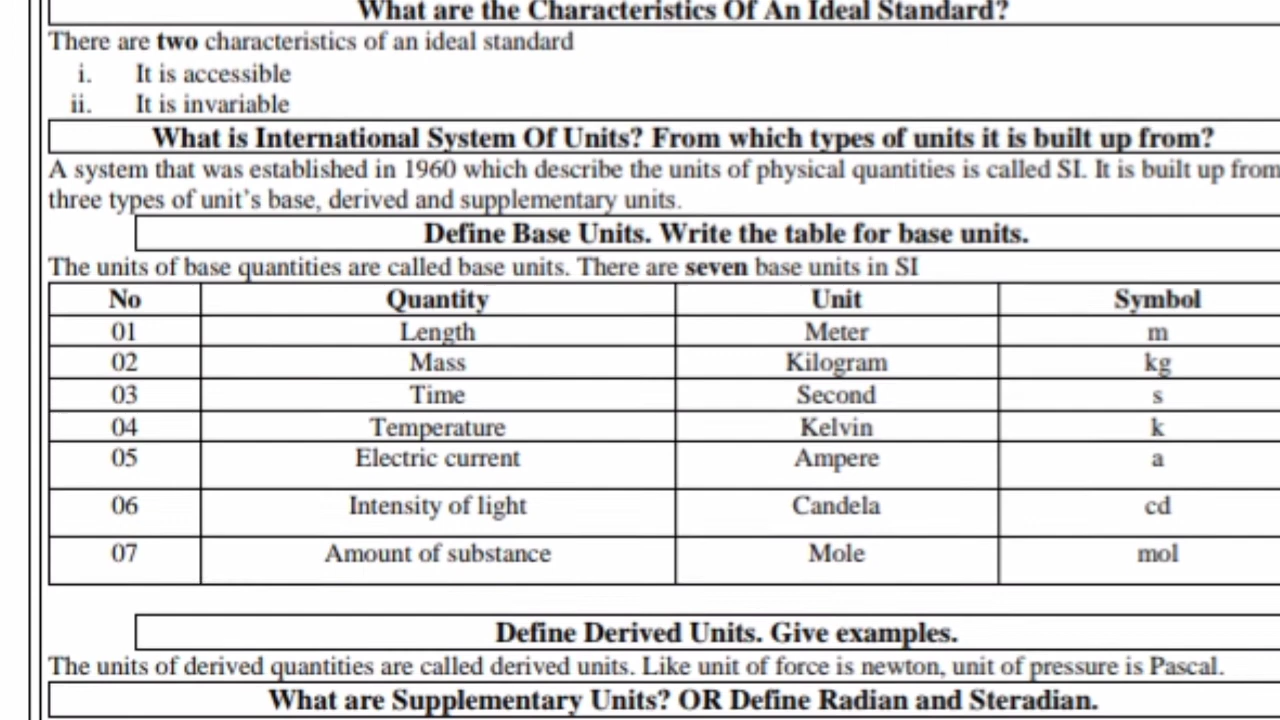 What are the Characteristics Of An Ideal Standard?
There are two characteristics of an ideal standard
i. It is accessible
ii. It is invariable
What is International System Of Units? From which types of units it is built up from?
A system that was established in 1960 which describe the units of physical quantities is called SI. It is built up from
three types of unit’s base, derived and supplementary units.
Define Base Units. Write the table for base units.
The units of base quantities are called base units. There are seven base units in SI
No Quantity Unit Symbol
01 Length Meter m
02 Mass Kilogram kg
03 Time Second s
04 Temperature Kelvin k
05 Electric current Ampere a
06 Intensity of light Candela cd
07 Amount of substance Mole mol
Define Derived Units. Give examples.
The units of derived quantities are called derived units. Like unit of force is newton, unit of pressure is Pascal.
What are Supplementary Units? OR Define Radian and Steradian.